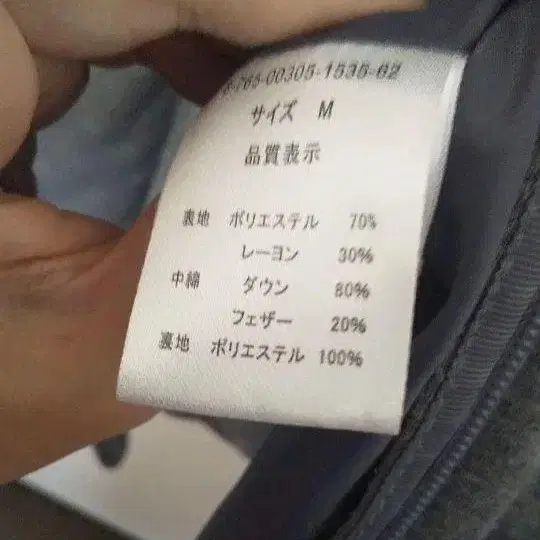 -765-00305-1535-62
サイズ M
品質表示
表地 ポリエステル 70%
レーヨン 30%
中綿 ダウン 80%
フェザー 20%
裏地 ポリエステル 100%